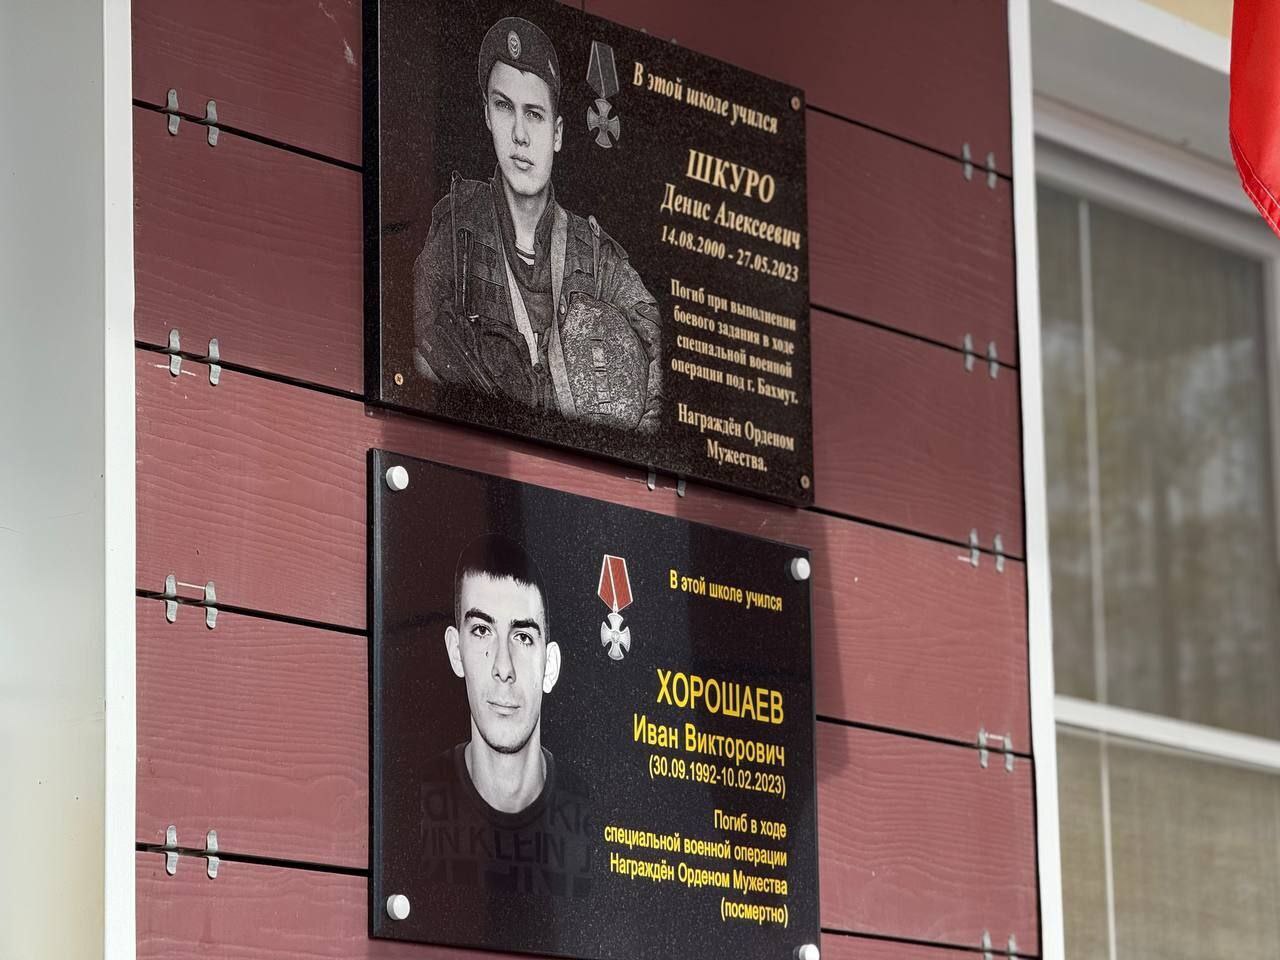 В этой школе учился
ШКУРО
Денис Алексеевич
14.08.2000 - 27.05.2023
Погиб при выполнении
боевого задания в ходе
специальной военной
операции под г. Бахмут.
Награждён Орденом
Мужества.
В этой школе учился
ХОРОШАЕВ
Иван Викторович
(30.09.1992-10.02.2023)
Погиб в ходе
специальной военной операции
Награждён Орденом Мужества
(посмертно)
KLEIN